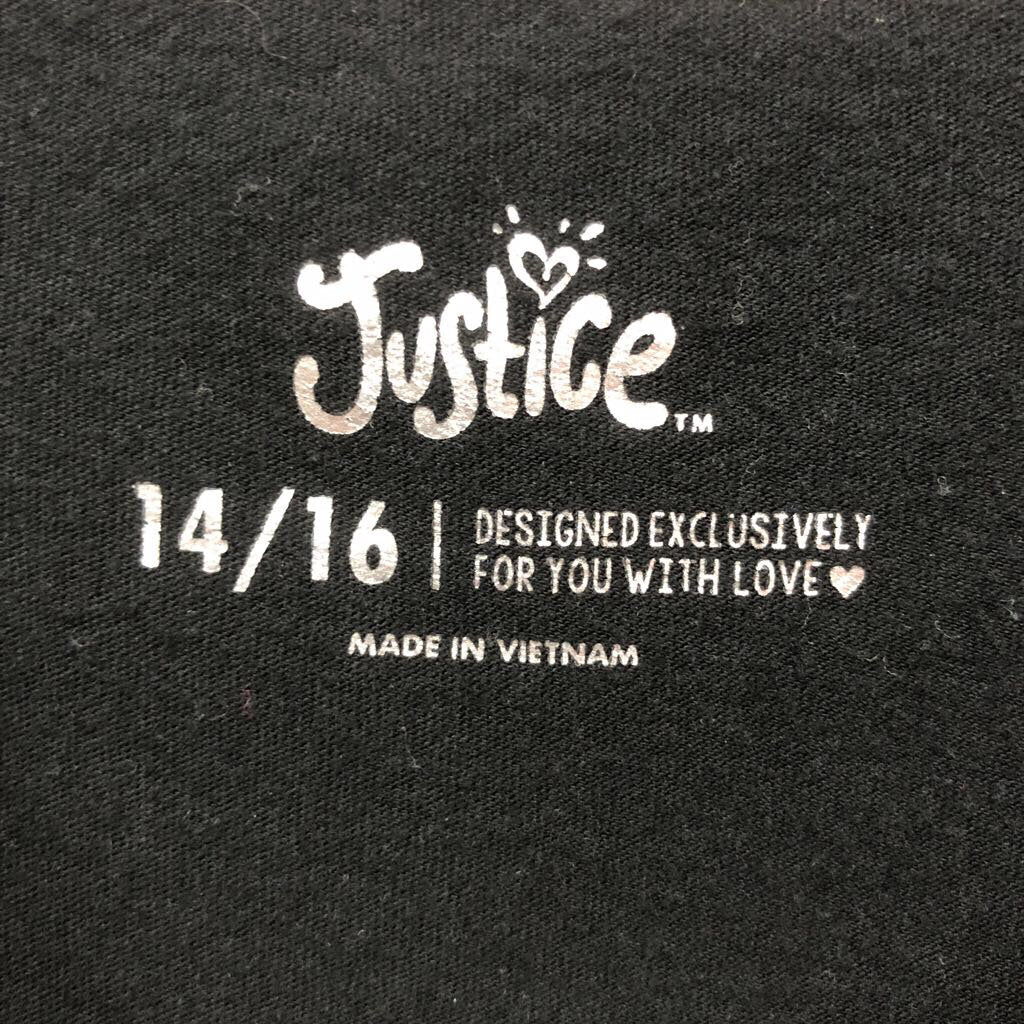 Justice™
14/16 | DESIGNED EXCLUSIVELY
FOR YOU WITH LOVE ♥
MADE IN VIETNAM